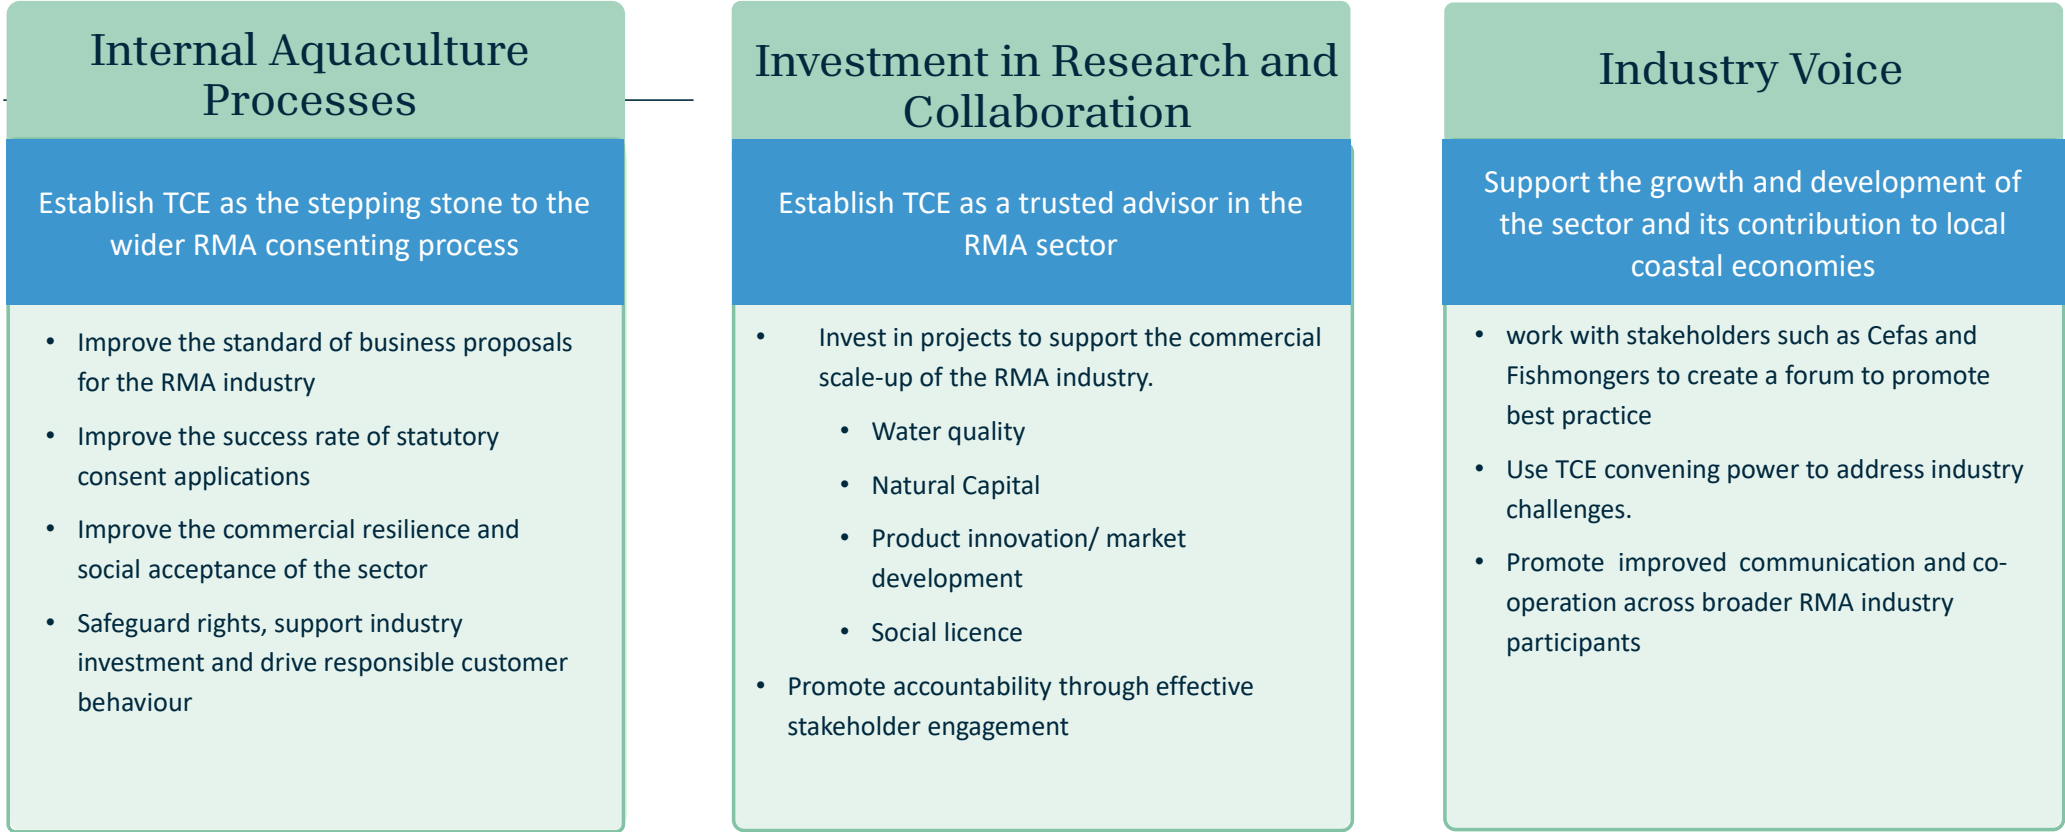 Internal Aquaculture
Processes
Establish TCE as the stepping stone to the
wider RMA consenting process
• Improve the standard of business proposals
for the RMA industry
• Improve the success rate of statutory
consent applications
• Improve the commercial resilience and
social acceptance of the sector
• Safeguard rights, support industry
investment and drive responsible customer
behaviour
Investment in Research and
Collaboration
Establish TCE as a trusted advisor in the
RMA sector
• Invest in projects to support the commercial
scale-up of the RMA industry.
• Water quality
• Natural Capital
• Product innovation/ market
development
• Social licence
• Promote accountability through effective
stakeholder engagement
Industry Voice
Support the growth and development of
the sector and its contribution to local
coastal economies
• work with stakeholders such as Cefas and
Fishmongers to create a forum to promote
best practice
• Use TCE convening power to address industry
challenges.
• Promote improved communication and co-
operation across broader RMA industry
participants